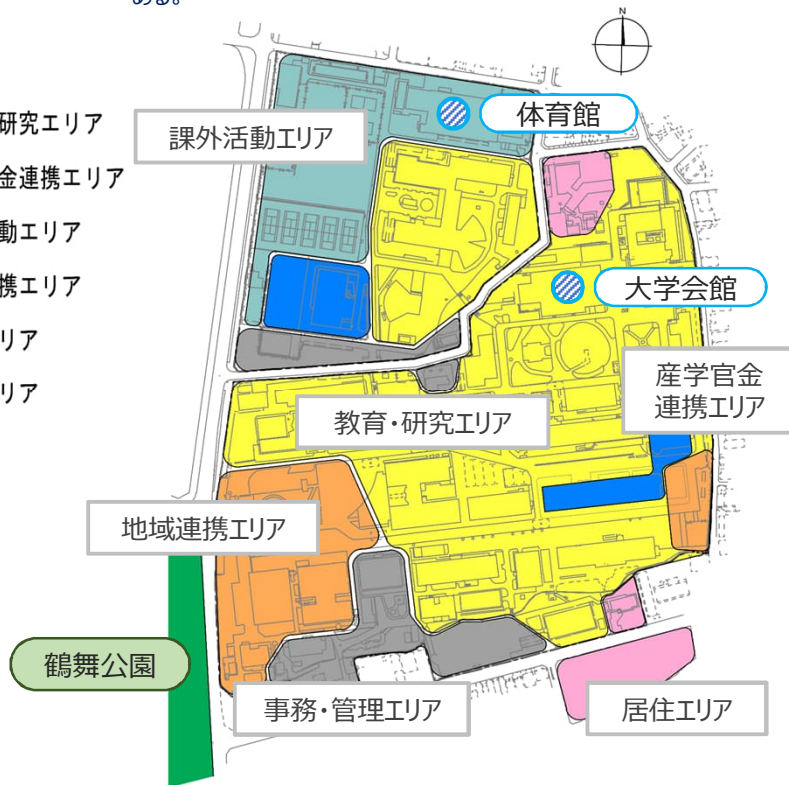 ある。
N
研究エリア
金連携エリア
動エリア
携エリア
リア
リア
課外活動エリア
体育館
大学会館
産学官金
連携エリア
教育・研究エリア
地域連携エリア
鶴舞公園
事務・管理エリア
居住エリア